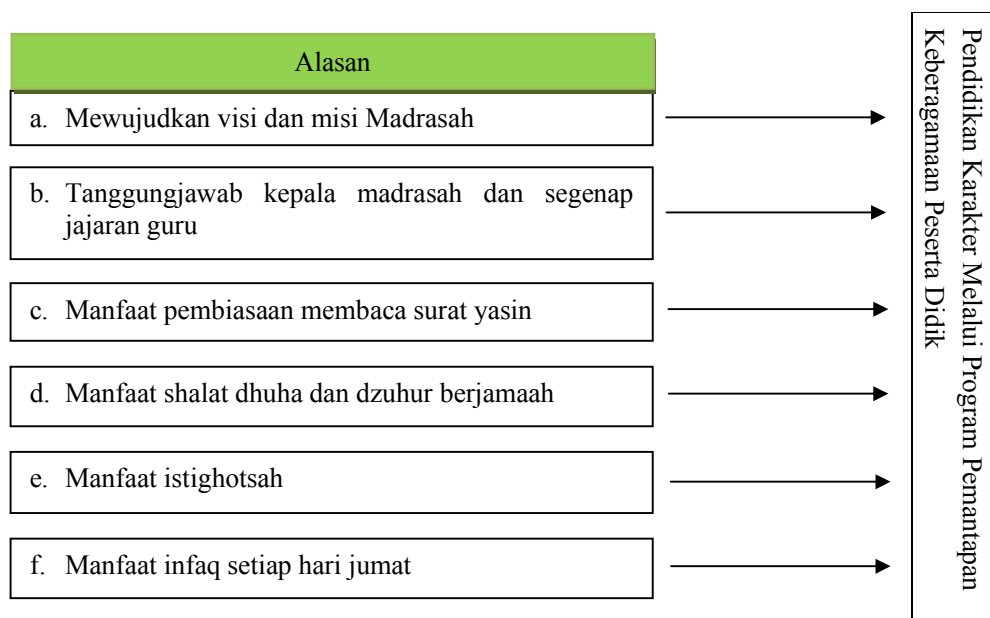 Alasan
a. Mewujudkan visi dan misi Madrasah
b. Tanggungjawab kepala madrasah dan segenap
jajaran guru
c. Manfaat pembiasaan membaca surat yasin
d. Manfaat shalat dhuha dan dzuhur berjamaah
e. Manfaat istighotsah
f. Manfaat infaq setiap hari jumat
Pendidikan Karakter Melalui Program Pemantapan
Keberagamaan Peserta Didik